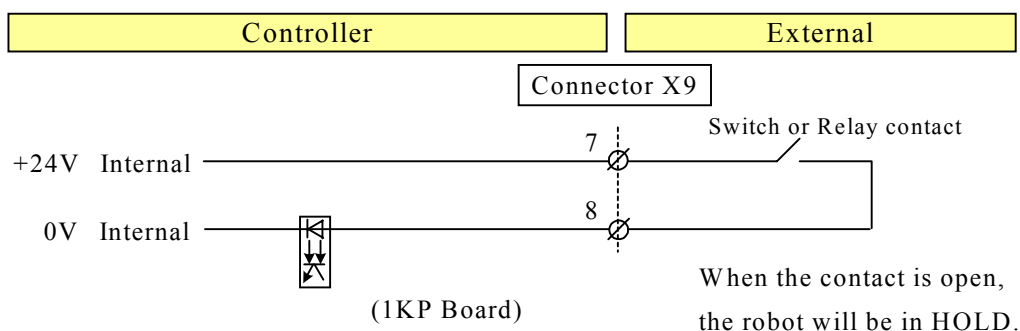 Controller
External
Connector X9
Switch or Relay contact
7
+24V Internal
8
0V Internal
(1KP Board)
When the contact is open,
the robot will be in HOLD.